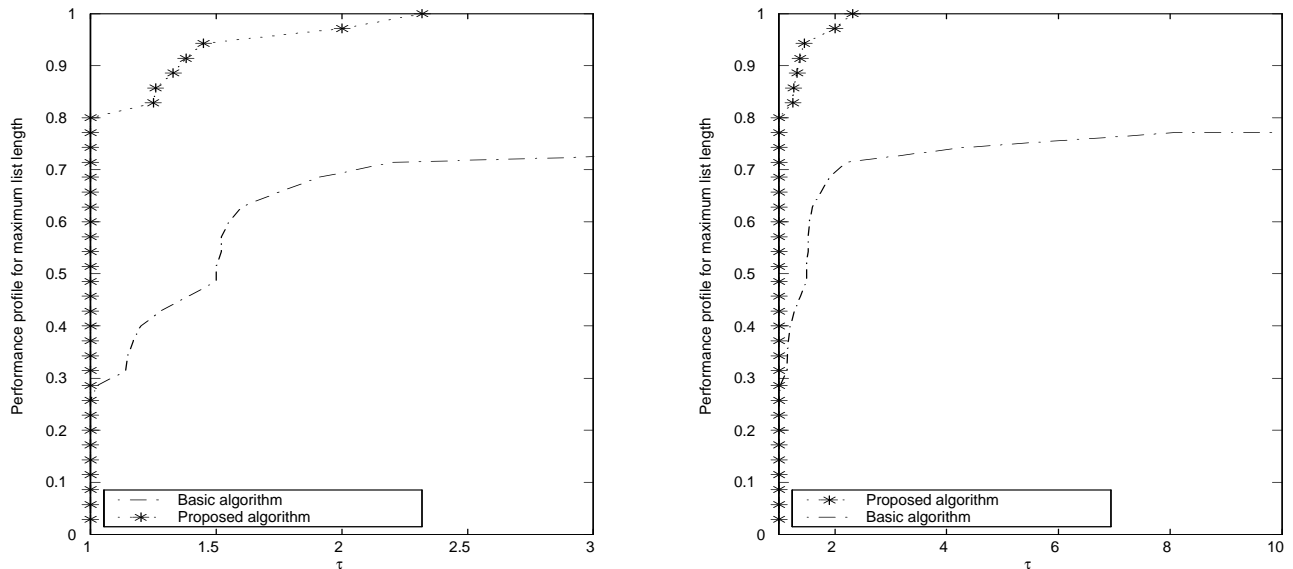 Performance profile for maximum list length
1
0.9
0.8
0.7
0.6
0.5
0.4
0.3
0.2
0.1
0
Basic algorithm
Proposed algorithm
1 1.5 2 2.5 3
τ
Performance profile for maximum list length
1
0.9
0.8
0.7
0.6
0.5
0.4
0.3
0.2
0.1
0
Proposed algorithm
Basic algorithm
2 4 6 8 10
τ